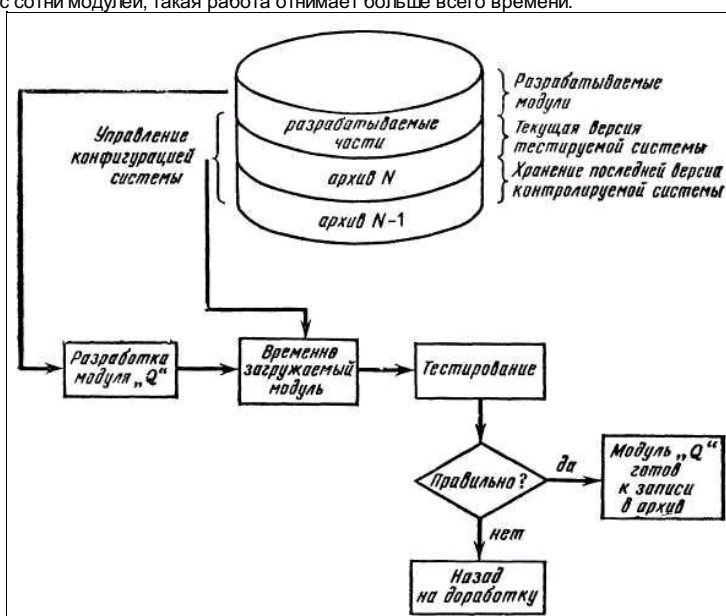 с сотни модулей, такая работа отнимает больше всего времени.
Разрабатываемые
модули
разрабатываемые
части
Текущая версия
тестируемой системы
Управление
конфигурацией
системы
архив N
Хранение последней версиа
контролируемой системы
архив N-1
Разработка
модуля „Q“
Временно
загружаемый
модуль
Тестирование
Правильно?
да
Модуль „Q“
готов
к записи
в архив
нет
Назад
на доработку